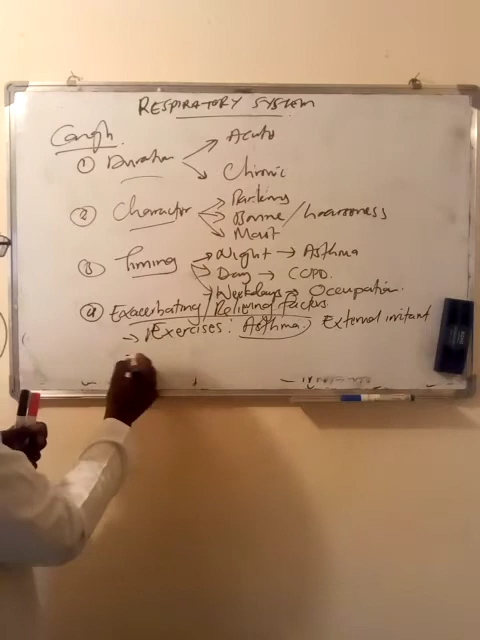 RESPIRATORY SYSTEM
Cough.
① Duration → Acute
→ Chronic
② Character → Barking
→ Bovine / hoarseness
→ Moist
③ Timing → Night → Asthma
→ Day → COPD.
→ Weekdays → Occupation.
④ Exacerbating / Relieving factors.
→ Exercises: Asthma. External irritant